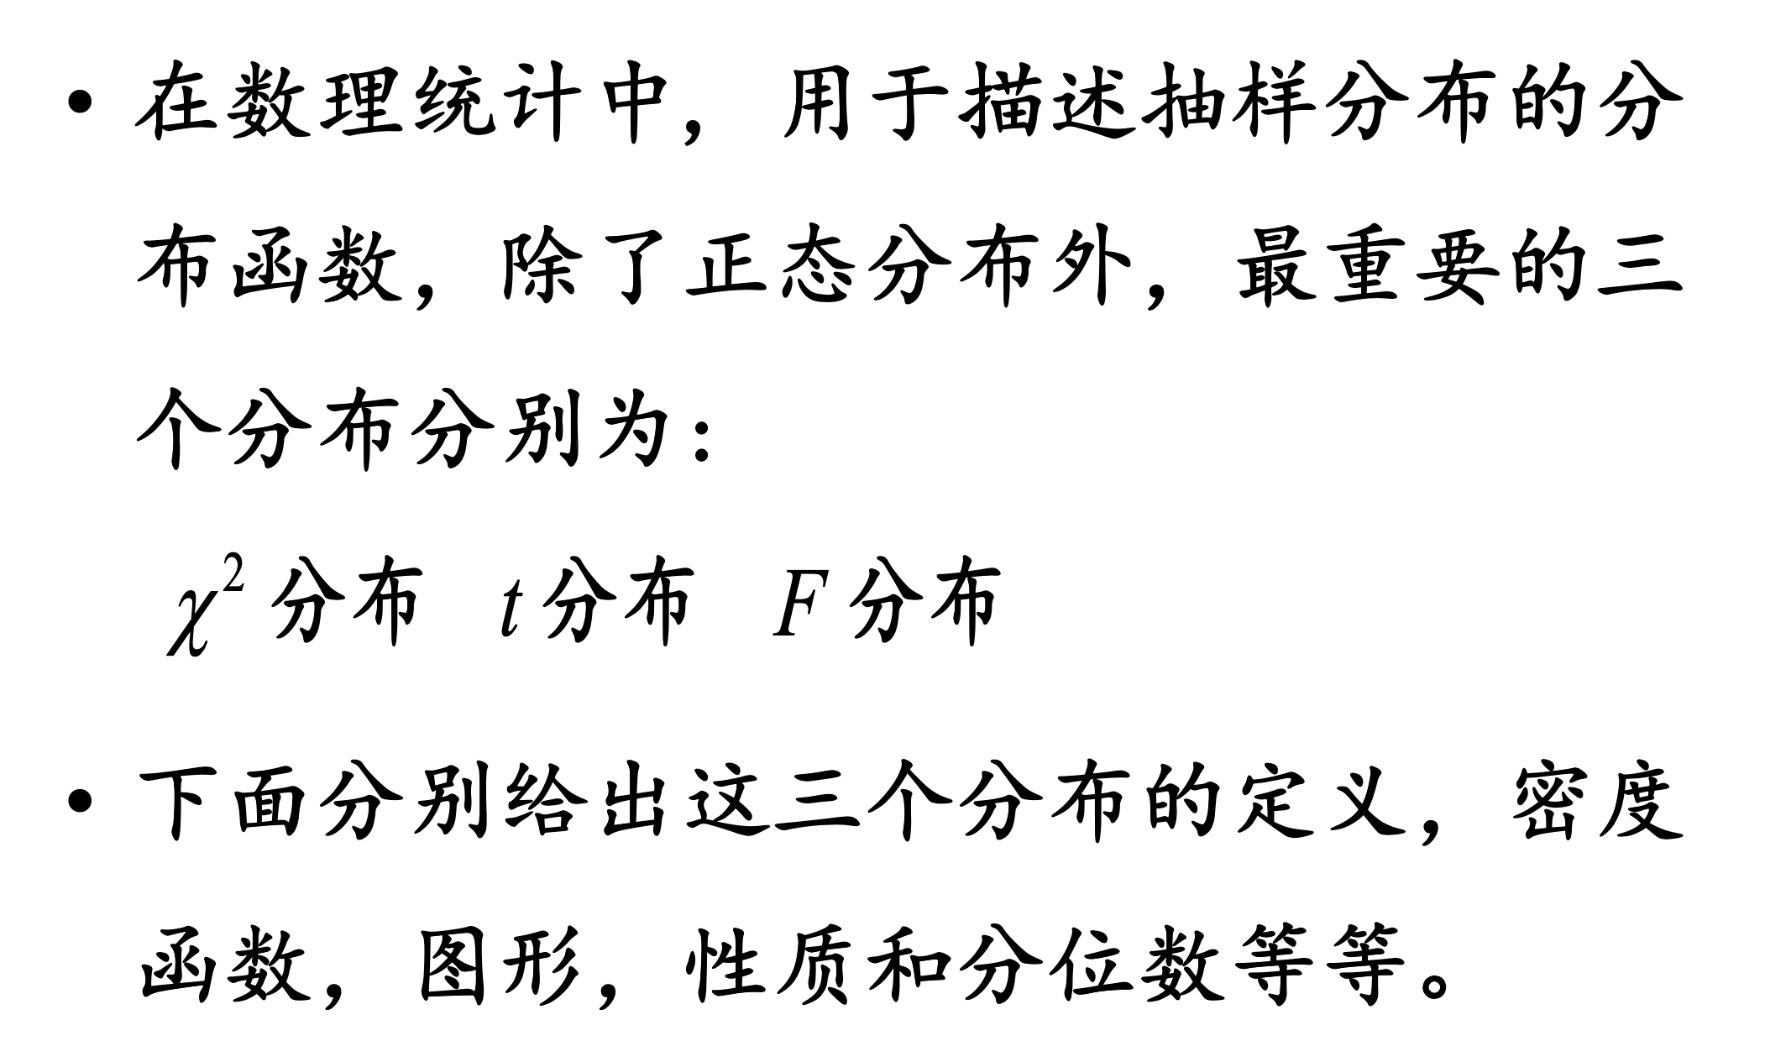 • 在数理统计中，用于描述抽样分布的分
布函数，除了正态分布外，最重要的三
个分布分别为：
χ² 分布 t 分布 F 分布
• 下面分别给出这三个分布的定义，密度
函数，图形，性质和分位数等等。